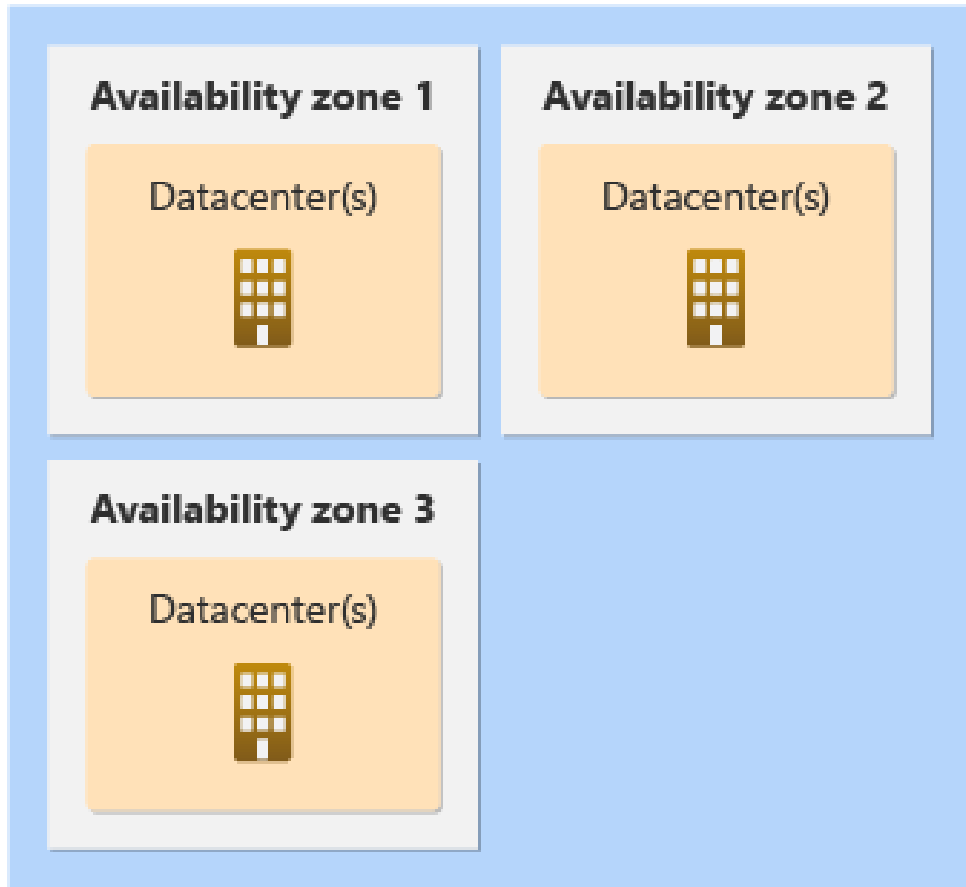 Availability zone 1
Datacenter(s)
Availability zone 2
Datacenter(s)
Availability zone 3
Datacenter(s)